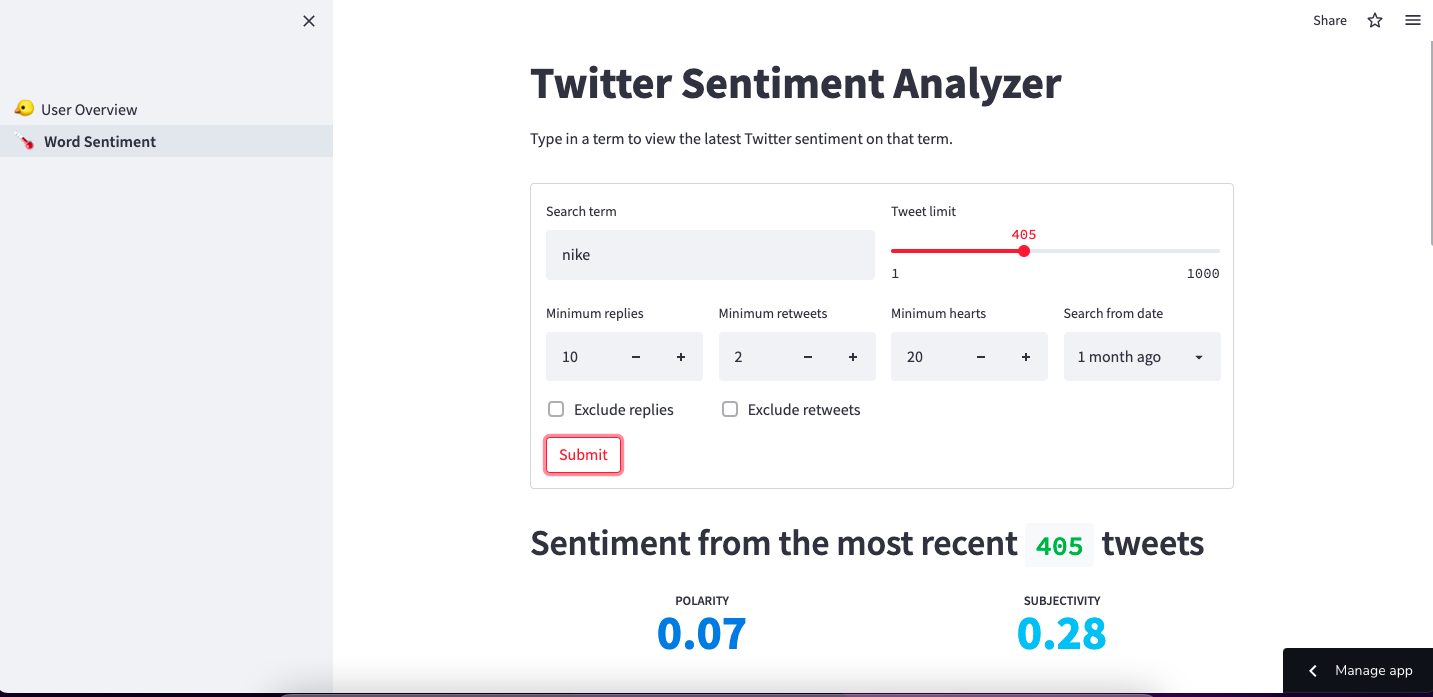 Share
User Overview
Word Sentiment
Twitter Sentiment Analyzer
Type in a term to view the latest Twitter sentiment on that term.
Search term
Tweet limit
nike
405
1 1000
Minimum replies Minimum retweets Minimum hearts Search from date
10 − + 2 − + 20 − + 1 month ago
Exclude replies Exclude retweets
Submit
Sentiment from the most recent 405 tweets
POLARITY SUBJECTIVITY
0.07 0.28
Manage app